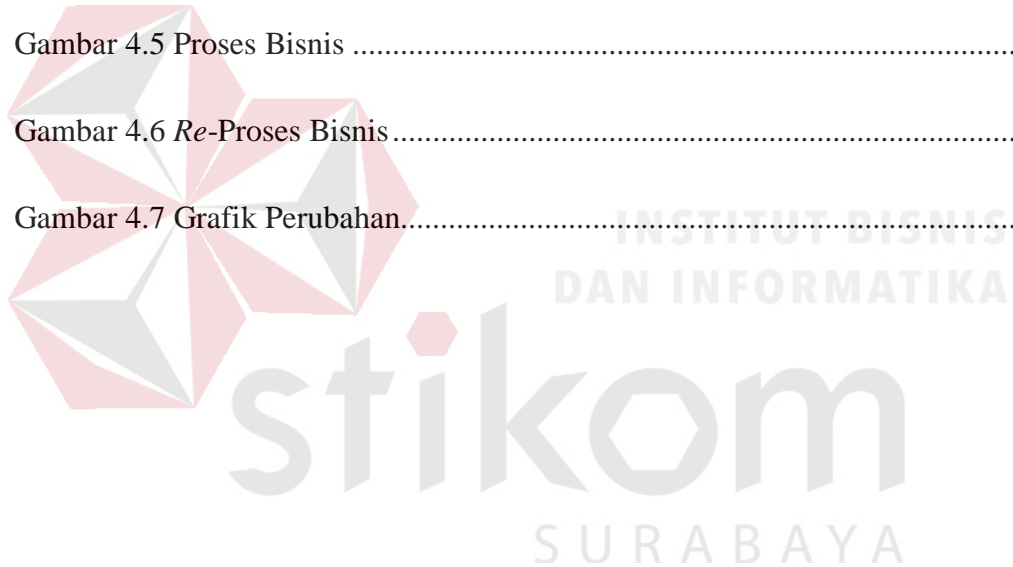 Gambar 4.5 Proses Bisnis ....................................................................................
Gambar 4.6 Re-Proses Bisnis..............................................................................
Gambar 4.7 Grafik Perubahan.............................................................................
INSTITUT BISNIS
DAN INFORMATIKA
stikom
SURABAYA